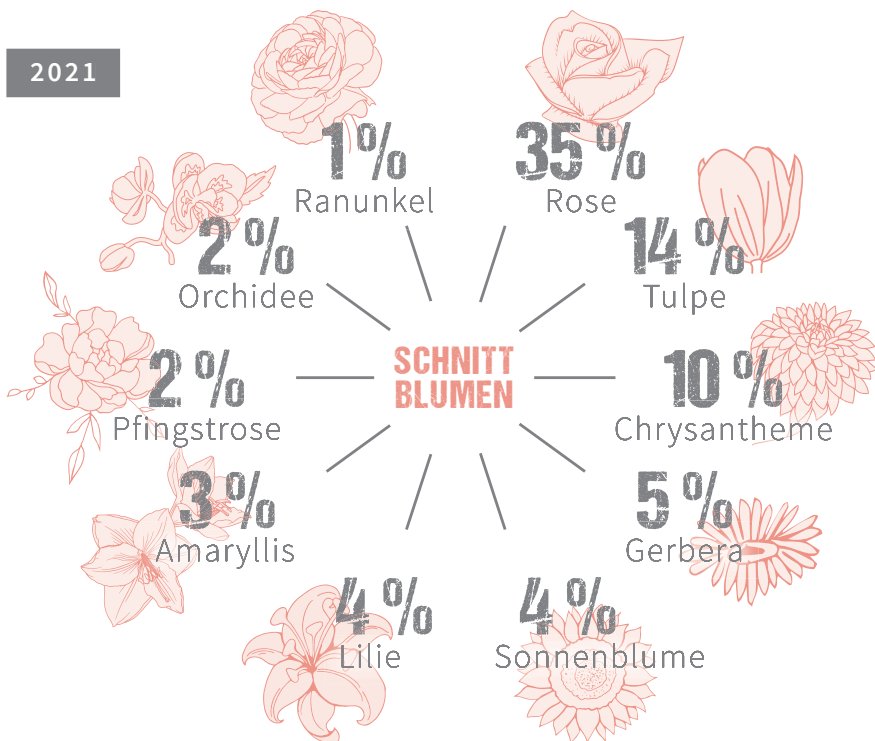 2021
1%
Ranunkel
35%
Rose
2%
Orchidee
14%
Tulpe
SCHNITT
BLUMEN
2%
Pfingstrose
10%
Chrysantheme
3%
Amaryllis
5%
Gerbera
4%
Lilie
4%
Sonnenblume